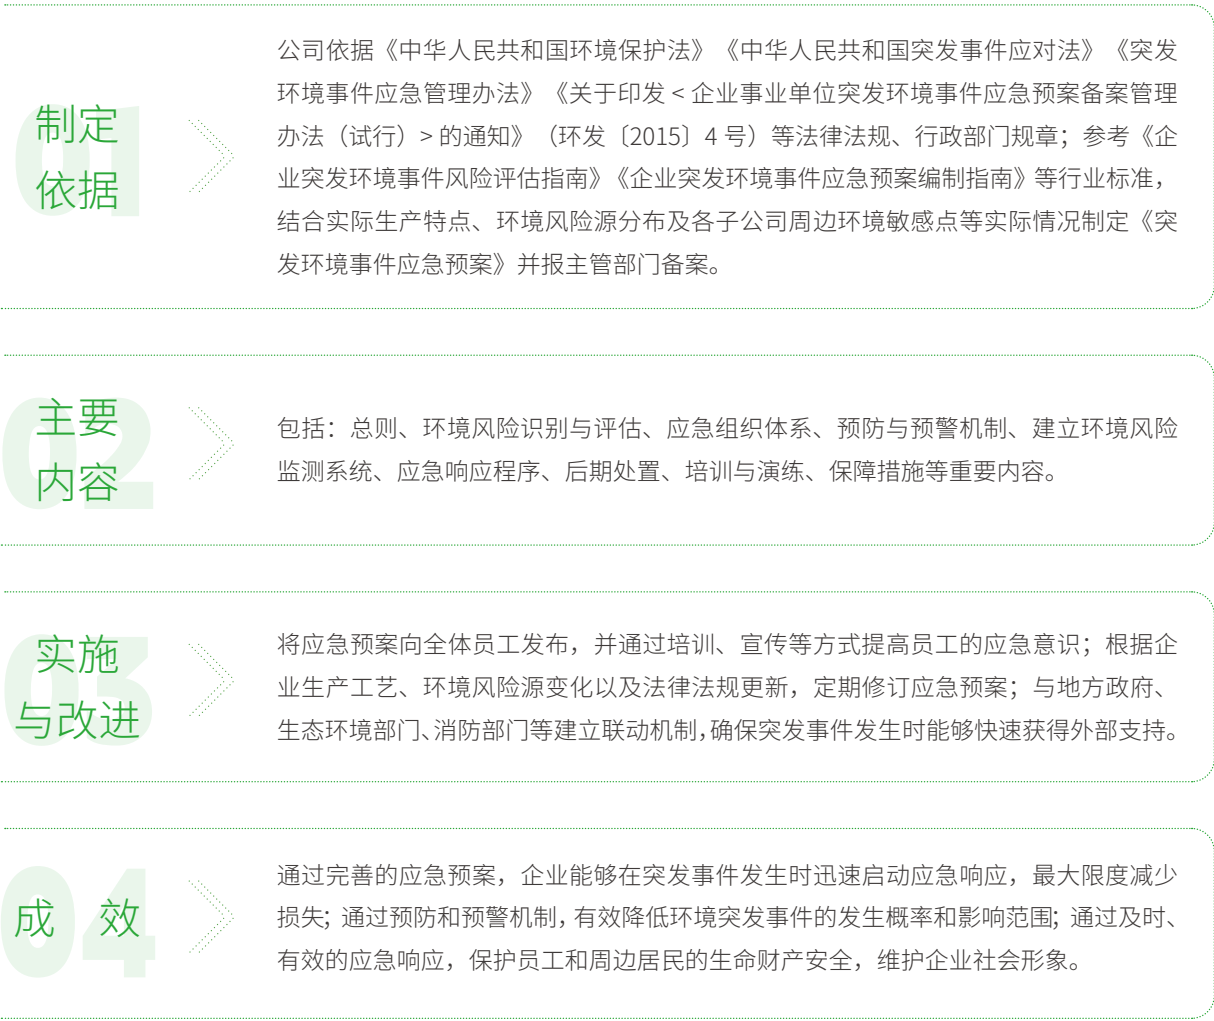 01
制定
依据
公司依据《中华人民共和国环境保护法》《中华人民共和国突发事件应对法》《突发
环境事件应急管理办法》《关于印发 < 企业事业单位突发环境事件应急预案备案管理
办法（试行）> 的通知》（环发〔2015〕4 号）等法律法规、行政部门规章；参考《企
业突发环境事件风险评估指南》《企业突发环境事件应急预案编制指南》等行业标准，
结合实际生产特点、环境风险源分布及各子公司周边环境敏感点等实际情况制定《突
发环境事件应急预案》并报主管部门备案。
02
主要
内容
包括：总则、环境风险识别与评估、应急组织体系、预防与预警机制、建立环境风险
监测系统、应急响应程序、后期处置、培训与演练、保障措施等重要内容。
03
实施
与改进
将应急预案向全体员工发布，并通过培训、宣传等方式提高员工的应急意识；根据企
业生产工艺、环境风险源变化以及法律法规更新，定期修订应急预案；与地方政府、
生态环境部门、消防部门等建立联动机制，确保突发事件发生时能够快速获得外部支持。
04
成 效
通过完善的应急预案，企业能够在突发事件发生时迅速启动应急响应，最大限度减少
损失；通过预防和预警机制，有效降低环境突发事件的发生概率和影响范围；通过及时、
有效的应急响应，保护员工和周边居民的生命财产安全，维护企业社会形象。